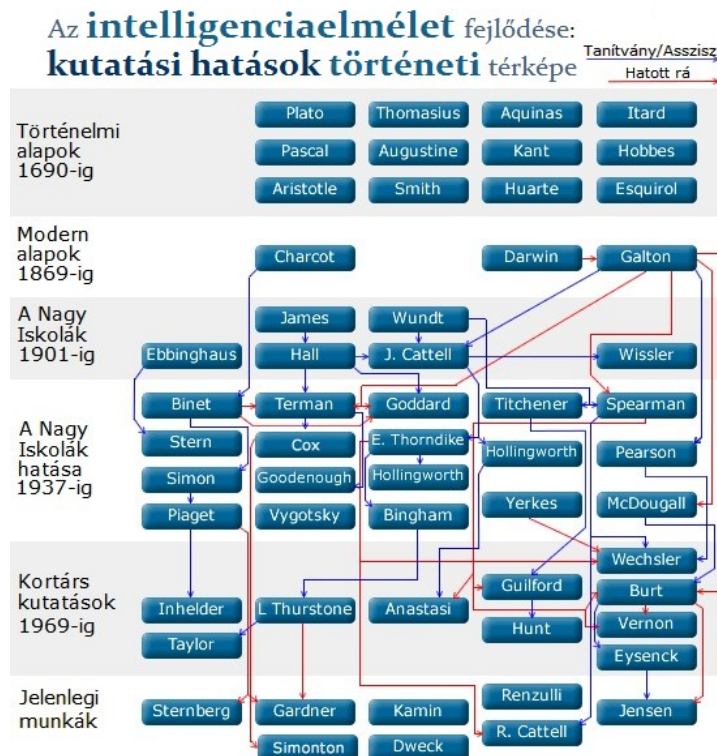 Az intelligenciaelmélet fejlődése:
kutatási hatások történeti térképe
Tanítvány/Asszisz
Hatott rá
Történelmi
alapok
1690-ig
Plato Thomasius Aquinas Itard
Pascal Augustine Kant Hobbes
Aristotle Smith Huarte Esquirol
Modern
alapok
1869-ig
Charcot Darwin Galton
A Nagy
Iskolák
1901-ig
James Wundt
Ebbinghaus Hall J. Cattell Wissler
A Nagy
Iskolák
hatása
1937-ig
Binet Terman Goddard Titchener Spearman
Stern Cox E. Thorndike Hollingworth Pearson
Simon Goodenough Hollingworth
Piaget Vygotsky Bingham Yerkes McDougall
Kortárs
kutatások
1969-ig
Wechsler
Guilford Burt
Inhelder L Thurstone Anastasi Hunt Vernon
Taylor Eysenck
Jelenlegi
munkák
Sternberg Gardner Kamin Renzulli Jensen
Simonton Dweck R. Cattell